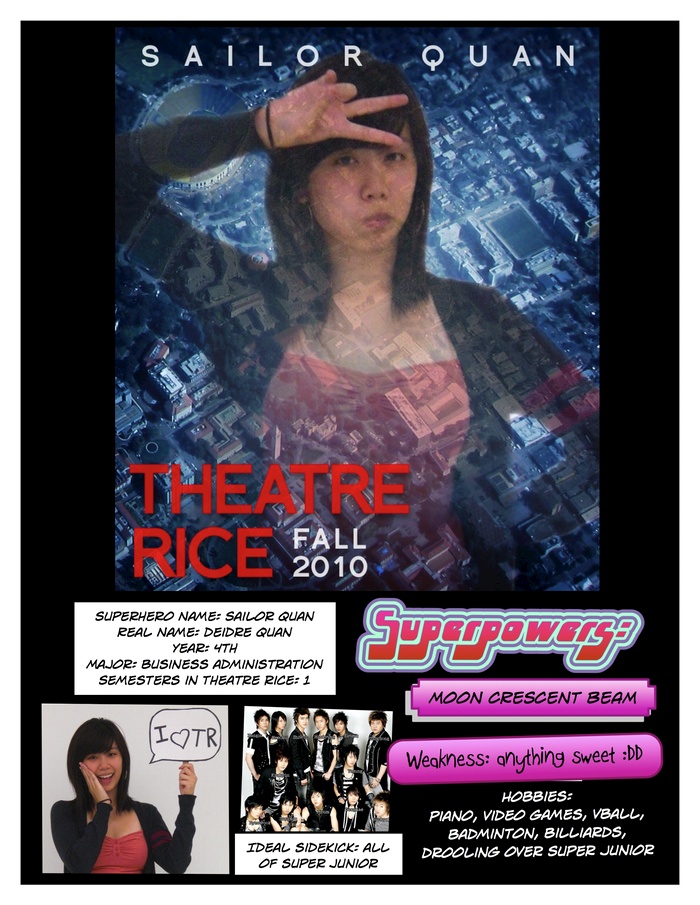 SAILOR QUAN
THEATRE
RICE FALL
2010
SUPERHERO NAME: SAILOR QUAN
REAL NAME: DEIDRE QUAN
YEAR: 4TH
MAJOR: BUSINESS ADMINISTRATION
SEMESTERS IN THEATRE RICE: 1
Superpowers:
MOON CRESCENT BEAM
I♡TR
Weakness: anything sweet :DD
IDEAL SIDEKICK: ALL
OF SUPER JUNIOR
HOBBIES:
PIANO, VIDEO GAMES, VBALL,
BADMINTON, BILLIARDS,
DROOLING OVER SUPER JUNIOR